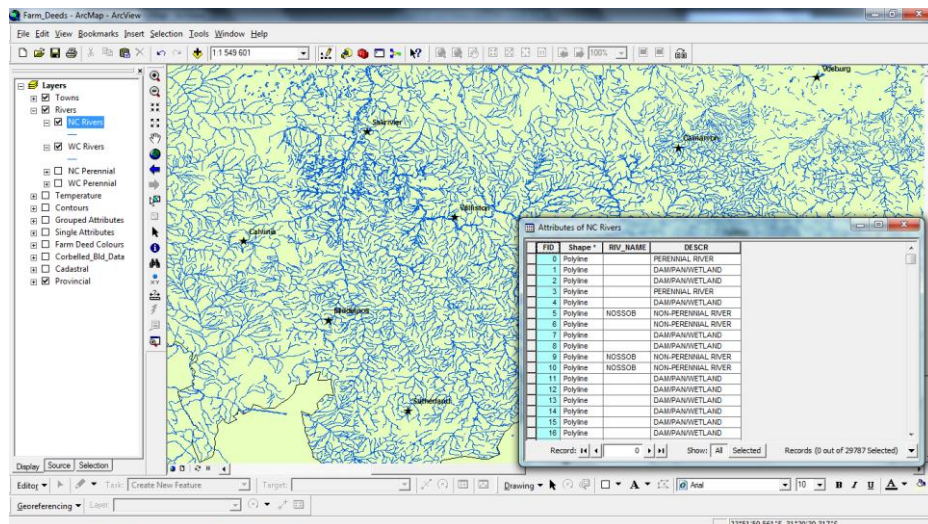 Farm_Deeds - ArcMap - ArcView
File Edit View Bookmarks Insert Selection Tools Window Help
1:1 549 601
100%
Layers
Towns
Rivers
NC Rivers
WC Rivers
NC Perennial
WC Perennial
Temperature
Contours
Grouped Attributes
Single Attributes
Farm Deed Colours
Corbelled_Bld_Data
Cadastral
Provincial
Carnarvon
Williston
Calvinia
Sutherland
Attributes of NC Rivers
FID Shape * RIV_NAME DESCR
0 Polyline PERENNIAL RIVER
1 Polyline DAM/PAN/WETLAND
2 Polyline DAM/PAN/WETLAND
3 Polyline PERENNIAL RIVER
4 Polyline DAM/PAN/WETLAND
5 Polyline NOSSOB NON-PERENNIAL RIVER
6 Polyline NON-PERENNIAL RIVER
7 Polyline DAM/PAN/WETLAND
8 Polyline DAM/PAN/WETLAND
9 Polyline NOSSOB NON-PERENNIAL RIVER
10 Polyline NOSSOB NON-PERENNIAL RIVER
11 Polyline DAM/PAN/WETLAND
12 Polyline DAM/PAN/WETLAND
13 Polyline DAM/PAN/WETLAND
14 Polyline DAM/PAN/WETLAND
15 Polyline DAM/PAN/WETLAND
16 Polyline DAM/PAN/WETLAND
Record: 0 Show: All Selected Records (0 out of 29787 Selected)
Display Source Selection
Editor Task: Create New Feature Target: Drawing A Arial 10 B I U A
Georeferencing Layer: